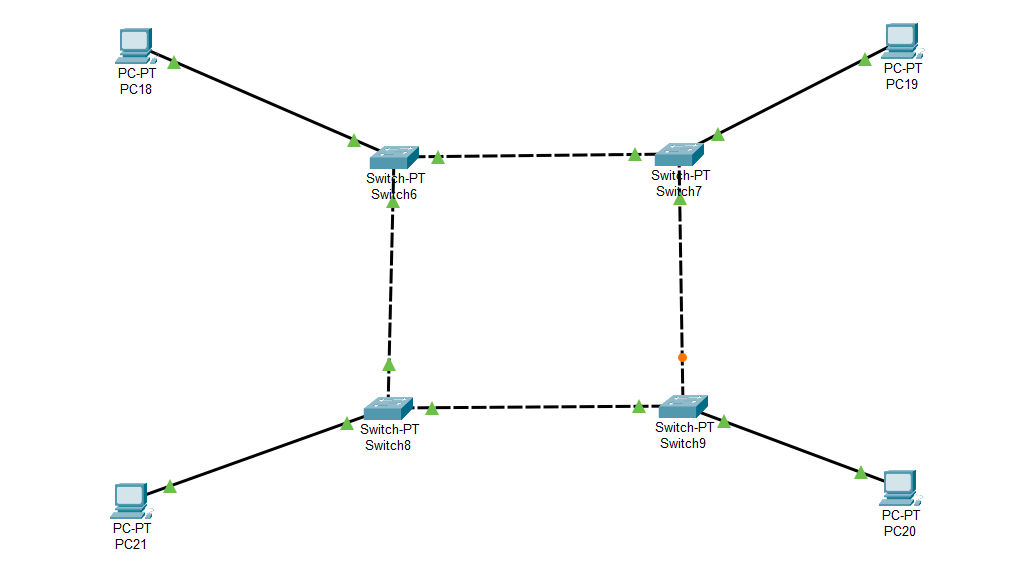 PC-PT
PC18
PC-PT
PC19
Switch-PT
Switch6
Switch-PT
Switch7
Switch-PT
Switch8
Switch-PT
Switch9
PC-PT
PC21
PC-PT
PC20